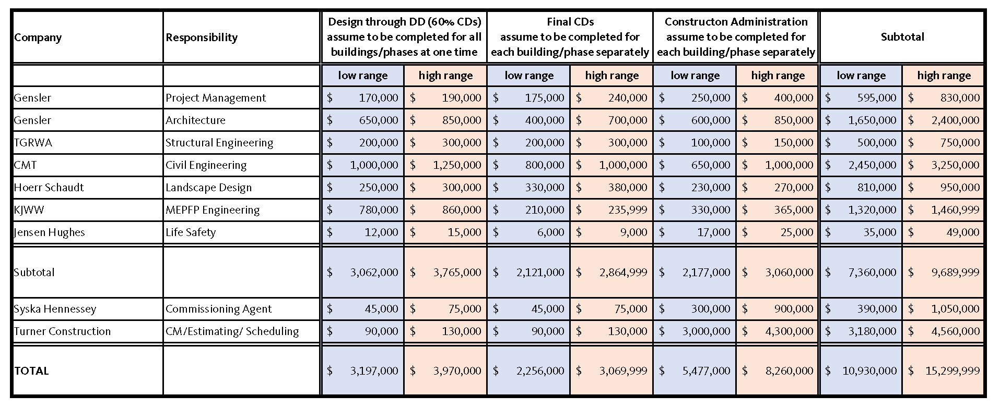 Company Responsibility Design through DD (60% CDs) assume to be completed for all buildings/phases at one time Final CDs assume to be completed for each building/phase separately Constructon Administration assume to be completed for each building/phase separately Subtotal
low range high range low range high range low range high range low range high range
Gensler Project Management $ 170,000 $ 190,000 $ 175,000 $ 240,000 $ 250,000 $ 400,000 $ 595,000 $ 830,000
Gensler Architecture $ 650,000 $ 850,000 $ 400,000 $ 700,000 $ 600,000 $ 850,000 $ 1,650,000 $ 2,400,000
TGRWA Structural Engineering $ 200,000 $ 300,000 $ 200,000 $ 300,000 $ 100,000 $ 150,000 $ 500,000 $ 750,000
CMT Civil Engineering $ 1,000,000 $ 1,250,000 $ 800,000 $ 1,000,000 $ 650,000 $ 1,000,000 $ 2,450,000 $ 3,250,000
Hoerr Schaudt Landscape Design $ 250,000 $ 300,000 $ 330,000 $ 380,000 $ 230,000 $ 270,000 $ 810,000 $ 950,000
KJWW MEPFP Engineering $ 780,000 $ 860,000 $ 210,000 $ 235,999 $ 330,000 $ 365,000 $ 1,320,000 $ 1,460,999
Jensen Hughes Life Safety $ 12,000 $ 15,000 $ 6,000 $ 9,000 $ 17,000 $ 25,000 $ 35,000 $ 49,000
Subtotal $ 3,062,000 $ 3,765,000 $ 2,121,000 $ 2,864,999 $ 2,177,000 $ 3,060,000 $ 7,360,000 $ 9,689,999
Syska Hennessey Commissioning Agent $ 45,000 $ 75,000 $ 45,000 $ 75,000 $ 300,000 $ 900,000 $ 390,000 $ 1,050,000
Turner Construction CM/Estimating/ Scheduling $ 90,000 $ 130,000 $ 90,000 $ 130,000 $ 3,000,000 $ 4,300,000 $ 3,180,000 $ 4,560,000
TOTAL $ 3,197,000 $ 3,970,000 $ 2,256,000 $ 3,069,999 $ 5,477,000 $ 8,260,000 $ 10,930,000 $ 15,299,999